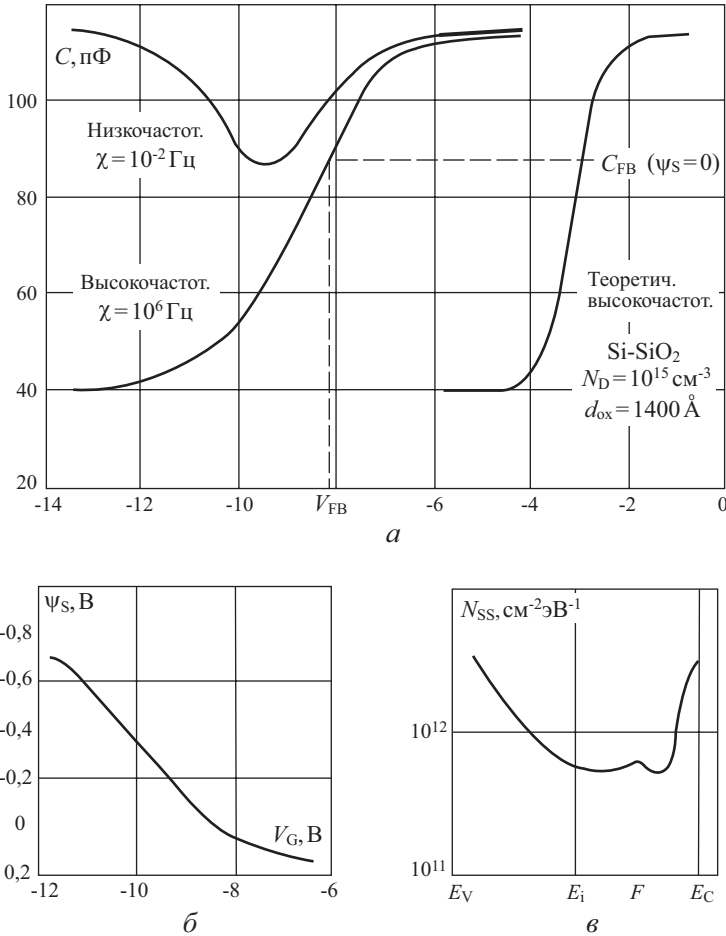 C, пФ
100
80
60
40
20
Низкочастот.
χ = 10⁻² Гц
Высокочастот.
χ = 10⁶ Гц
C_FB (ψ_S = 0)
Теоретич.
высокочастот.
Si-SiO₂
N_D = 10¹⁵ см⁻³
d_ox = 1400 Å
-14 -12 -10 V_FB -6 -4 -2 0
а
ψ_S, В
-0,8
-0,6
-0,4
-0,2
0
0,2
V_G, В
-12 -10 -8 -6
б
N_SS, см⁻²эВ⁻¹
10¹²
10¹¹
E_V E_i F E_C
в